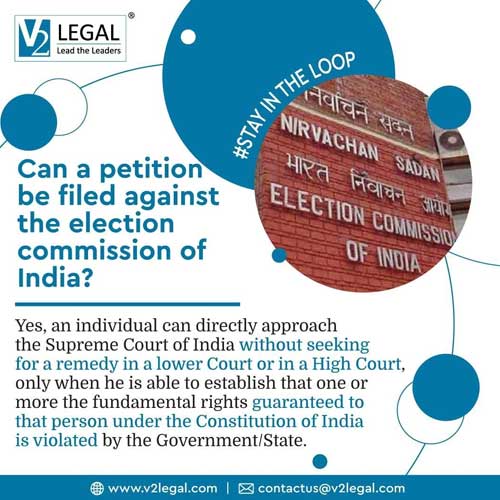 V2
LEGAL®
Lead the Leaders
#STAY IN THE LOOP
निर्वाचन सदन
NIRVACHAN SADAN
भारत निर्वाचन आयोग
ELECTION COMMISSIO
OF INDIA
Can a petition
be filed against
the election
commission of
India?
Yes, an individual can directly approach
the Supreme Court of India without seeking
for a remedy in a lower Court or in a High Court,
only when he is able to establish that one or
more the fundamental rights guaranteed to
that person under the Constitution of India
is violated by the Government/State.
www.v2legal.com | contactus@v2legal.com